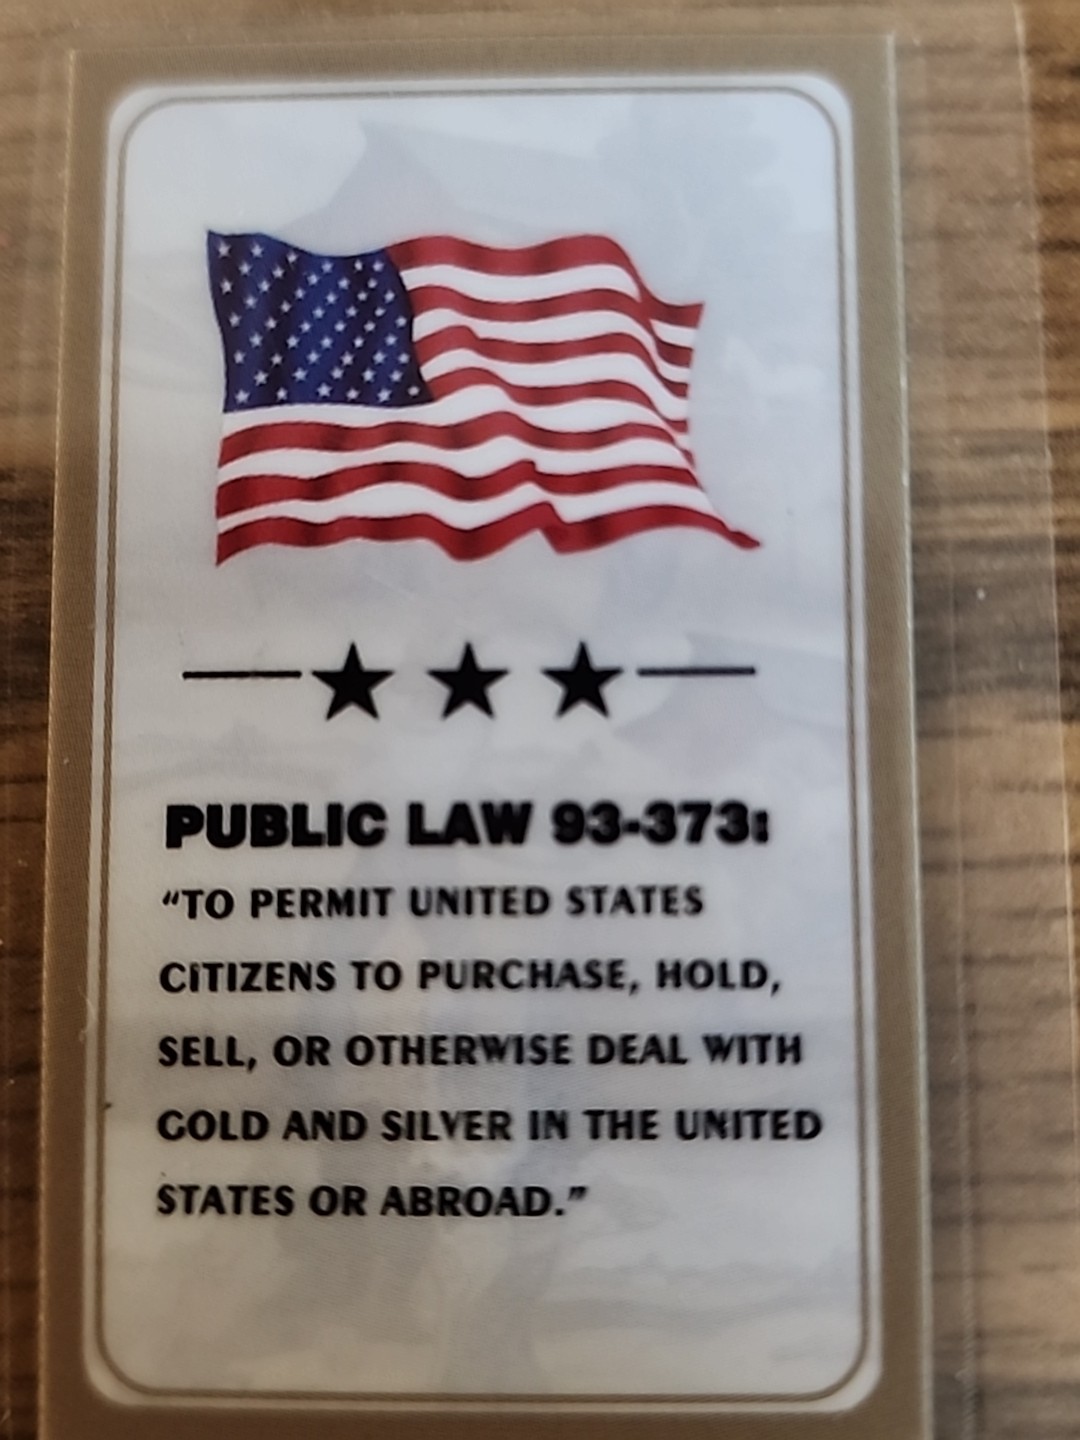 PUBLIC LAW 93-373:
“TO PERMIT UNITED STATES
CITIZENS TO PURCHASE, HOLD,
SELL, OR OTHERWISE DEAL WITH
GOLD AND SILVER IN THE UNITED
STATES OR ABROAD.”